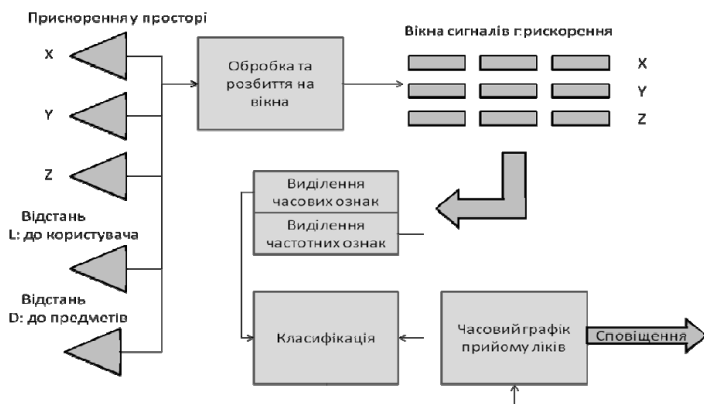 Прискорення у просторі
X
Y
Z
Відстань
L: до користувача
Відстань
D: до предметів
Обробка та
розбиття на
вікна
Вікна сигналів прискорення
X
Y
Z
Виділення
часових ознак
Виділення
частотних ознак
Класифікація
Часовий графік
прийому ліків
Сповіщення